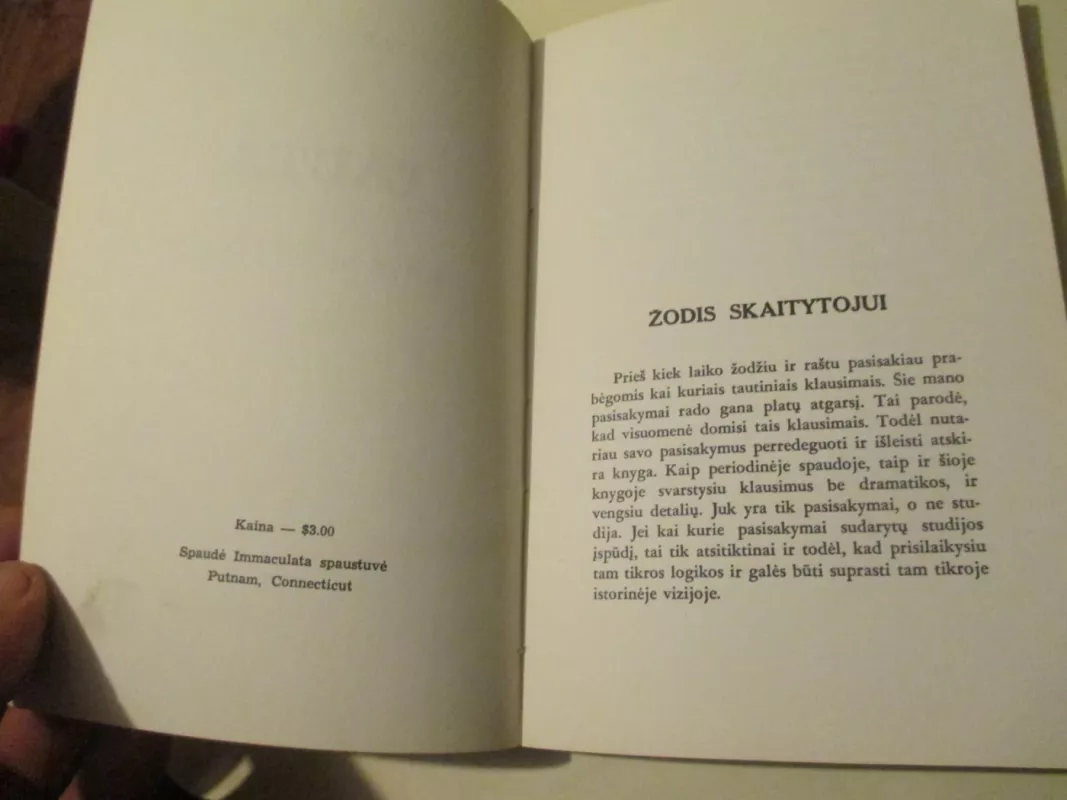 Kaina — $3.00
Spaudė Immaculata spaustuvė
Putnam, Connecticut
ŽODIS SKAITYTOJUI
Prieš kiek laiko žodžiu ir raštu pasisakiau pra-
bėgomis kai kuriais tautiniais klausimais. Šie mano
pasisakymai rado gana platų atgarsį. Tai parodė,
kad visuomenė domisi tais klausimais. Todėl nuta-
riau savo pasisakymus perredeguoti ir išleisti atski-
ra knyga. Kaip periodinėje spaudoje, taip ir šioje
knygoje svarstysiu klausimus be dramatikos, ir
vengsiu detalių. Juk yra tik pasisakymai, o ne stu-
dija. Jei kai kurie pasisakymai sudarytų studijos
įspūdį, tai tik atsitiktinai ir todėl, kad prisilaikysiu
tam tikros logikos ir galės būti suprasti tam tikroje
istorinėje vizijoje.